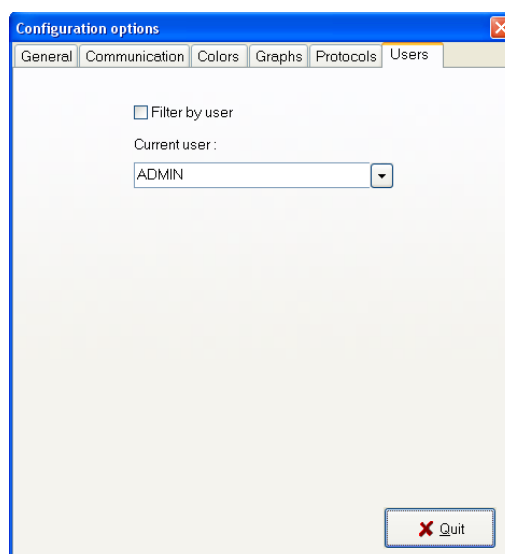 Configuration options
General Communication Colors Graphs Protocols Users
Filter by user
Current user :
ADMIN
Quit